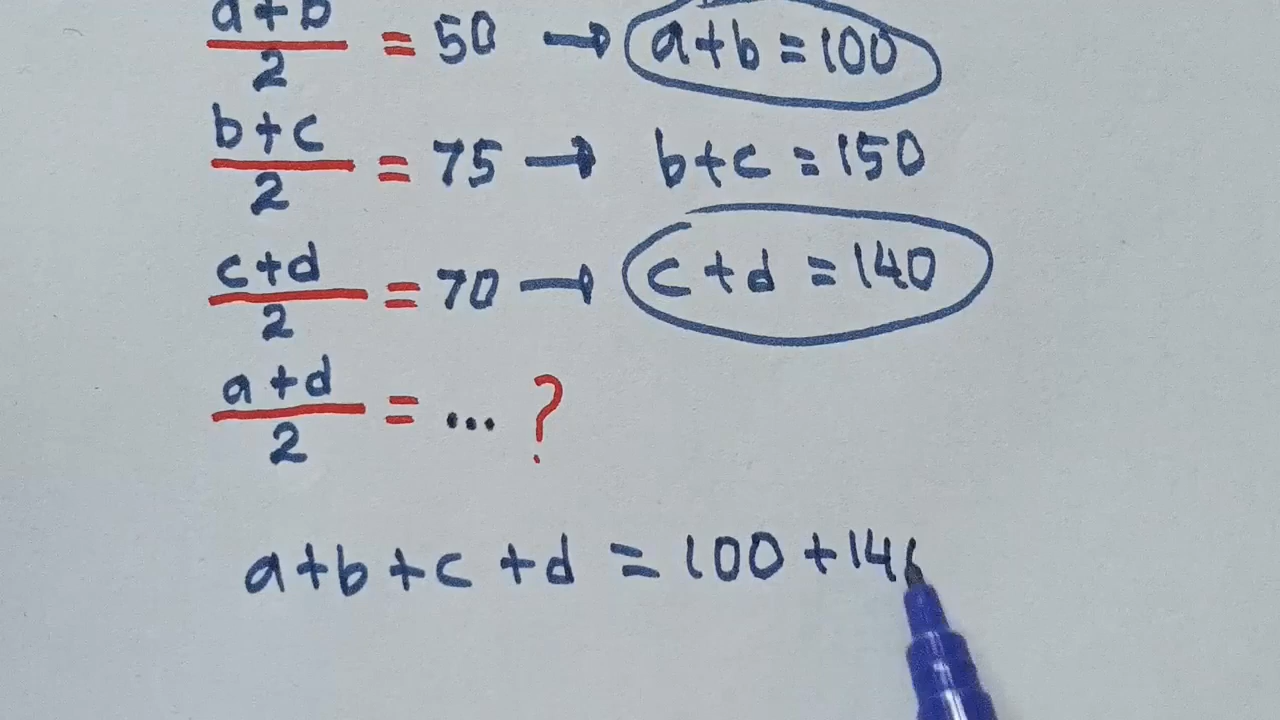 a+b/2 = 50 → a+b = 100
b+c/2 = 75 → b+c = 150
c+d/2 = 70 → c+d = 140
a+d/2 = ... ?
a+b+c+d = 100+14